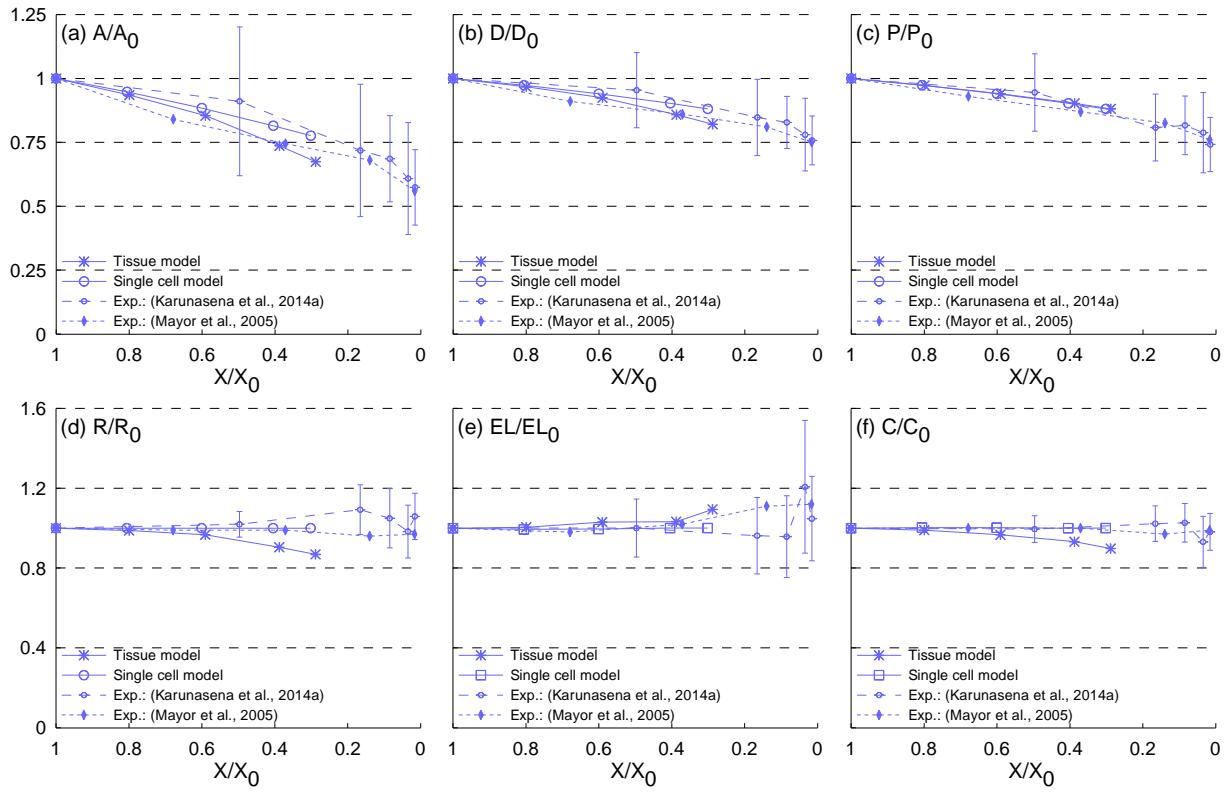 (a) A/A0
1.25
1
0.75
0.5
0.25
0
Tissue model
Single cell model
Exp.: (Karunasena et al., 2014a)
Exp.: (Mayor et al., 2005)
1 0.8 0.6 0.4 0.2 0
X/X0
(b) D/D0
Tissue model
Single cell model
Exp.: (Karunasena et al., 2014a)
Exp.: (Mayor et al., 2005)
1 0.8 0.6 0.4 0.2 0
X/X0
(c) P/P0
Tissue model
Single cell model
Exp.: (Karunasena et al., 2014a)
Exp.: (Mayor et al., 2005)
1 0.8 0.6 0.4 0.2 0
X/X0
(d) R/R0
1.6
1.2
0.8
0.4
0
Tissue model
Single cell model
Exp.: (Karunasena et al., 2014a)
Exp.: (Mayor et al., 2005)
1 0.8 0.6 0.4 0.2 0
X/X0
(e) EL/EL0
Tissue model
Single cell model
Exp.: (Karunasena et al., 2014a)
Exp.: (Mayor et al., 2005)
1 0.8 0.6 0.4 0.2 0
X/X0
(f) C/C0
Tissue model
Single cell model
Exp.: (Karunasena et al., 2014a)
Exp.: (Mayor et al., 2005)
1 0.8 0.6 0.4 0.2 0
X/X0